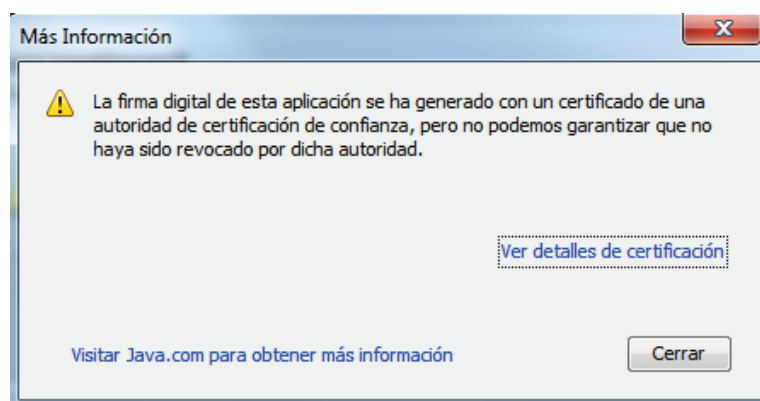 Más Información
La firma digital de esta aplicación se ha generado con un certificado de una
autoridad de certificación de confianza, pero no podemos garantizar que no
haya sido revocado por dicha autoridad.
Ver detalles de certificación
Visitar Java.com para obtener más información
Cerrar